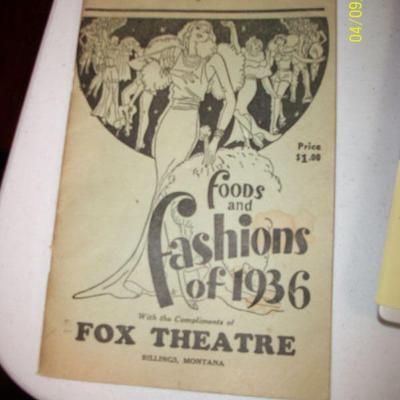 Price
$1.00
foods
and
fashions
of 1936
With the Compliments of
FOX THEATRE
BILLINGS, MONTANA
04/09